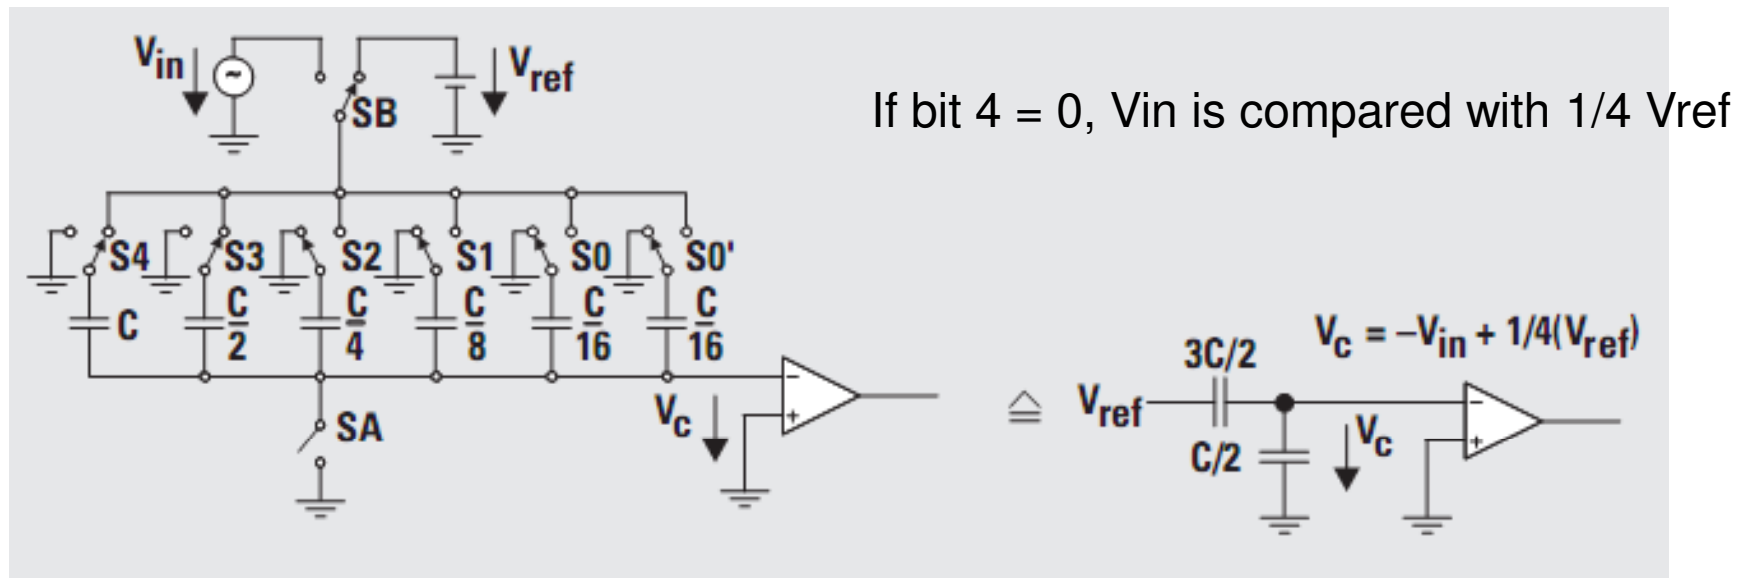 If bit 4 = 0, Vin is compared with 1/4 Vref
Vin
~
Vref
SB
S4 S3 S2 S1 S0 S0'
C C/2 C/4 C/8 C/16 C/16
SA
Vc
−
+
≙
Vc = –Vin + 1/4(Vref)
3C/2
Vref
C/2
Vc
−
+